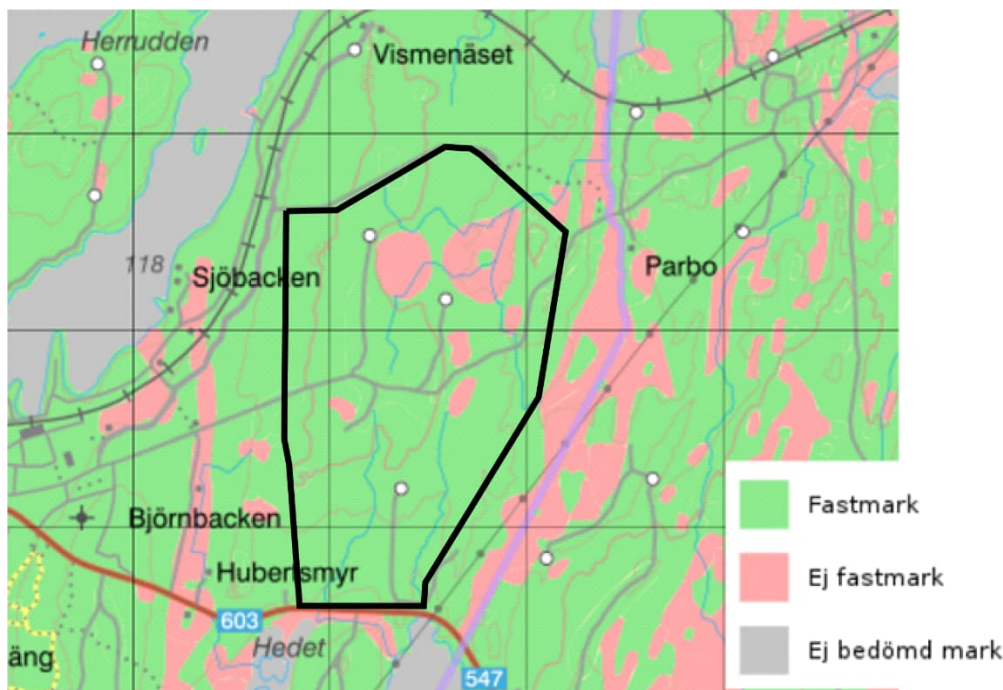 Herrudden
Vismenäset
118
Sjöbacken
Parbo
Björnbacken
Hubertsmyr
603
Hedet
äng
547
Fastmark
Ej fastmark
Ej bedömd mark